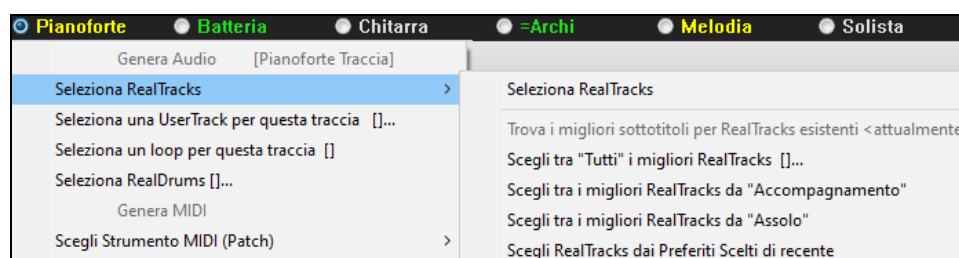 Pianoforte Batteria Chitarra =Archi Melodia Solista
Genera Audio [Pianoforte Traccia]
Seleziona RealTracks >
Seleziona una UserTrack per questa traccia []...
Seleziona un loop per questa traccia []
Seleziona RealDrums []...
Genera MIDI
Scegli Strumento MIDI (Patch) >
Seleziona RealTracks
Trova i migliori sottotitoli per RealTracks esistenti <attualmente
Scegli tra "Tutti" i migliori RealTracks []...
Scegli tra i migliori RealTracks da "Accompagnamento"
Scegli tra i migliori RealTracks da "Assolo"
Scegli RealTracks dai Preferiti Scelti di recente